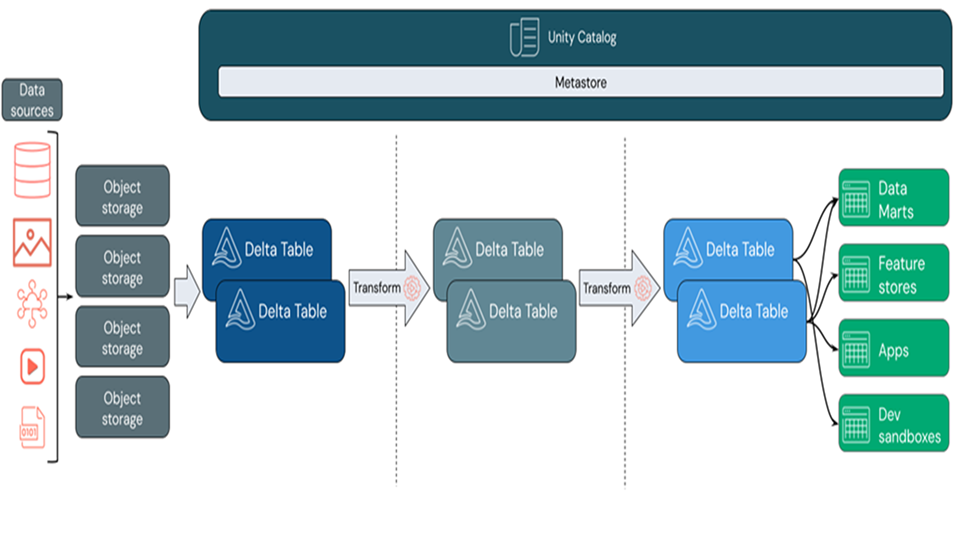 Unity Catalog
Metastore
Data
sources
Object
storage
Object
storage
Object
storage
Object
storage
0101
Delta Table
Delta Table
Transform
Delta Table
Delta Table
Transform
Delta Table
Delta Table
Data
Marts
Feature
stores
Apps
Dev
sandboxes